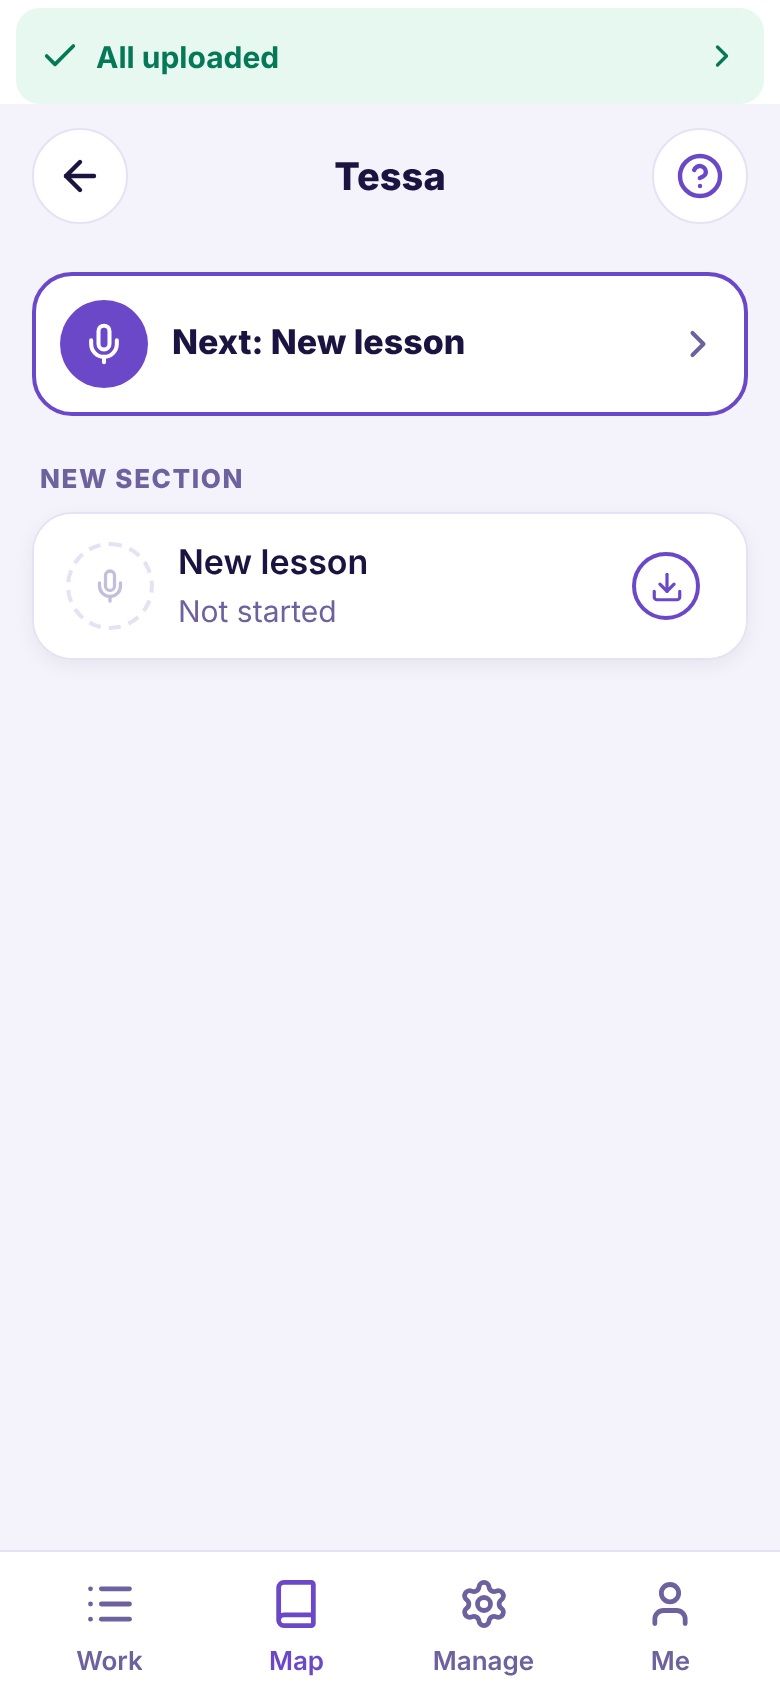 All uploaded
Tessa
Next: New lesson
NEW SECTION
New lesson
Not started
Work
Map
Manage
Me